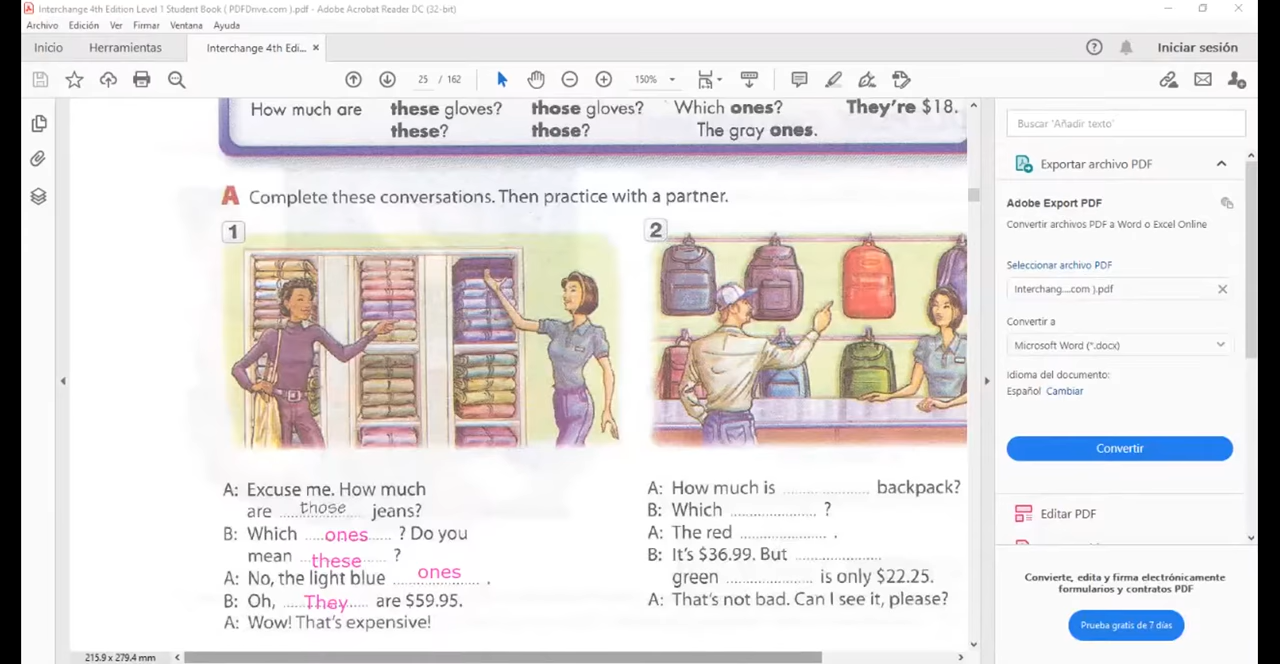 Interchange 4th Edition Level 1 Student Book ( PDFDrive.com ).pdf - Adobe Acrobat Reader DC (32-bit)
Archivo Edición Ver Firmar Ventana Ayuda
Inicio Herramientas Interchange 4th Edi... × Iniciar sesión
25 / 162 150%
How much are these gloves? those gloves? Which ones? They're $18.
these? those? The gray ones.
A Complete these conversations. Then practice with a partner.
1
2
A: Excuse me. How much
are those jeans?
B: Which ones ? Do you
mean these ?
A: No, the light blue ones .
B: Oh, They are $59.95.
A: Wow! That's expensive!
A: How much is .................. backpack?
B: Which .................. ?
A: The red .................. .
B: It's $36.99. But ..................
green .................. is only $22.25.
A: That's not bad. Can I see it, please?
215.9 x 279.4 mm
Buscar 'Añadir texto'
Exportar archivo PDF
Adobe Export PDF
Convertir archivos PDF a Word o Excel Online
Seleccionar archivo PDF
Interchang....com ).pdf
Convertir a
Microsoft Word (*.docx)
Idioma del documento:
Español Cambiar
Convertir
Editar PDF
Convierte, edita y firma electrónicamente
formularios y contratos PDF
Prueba gratis de 7 días